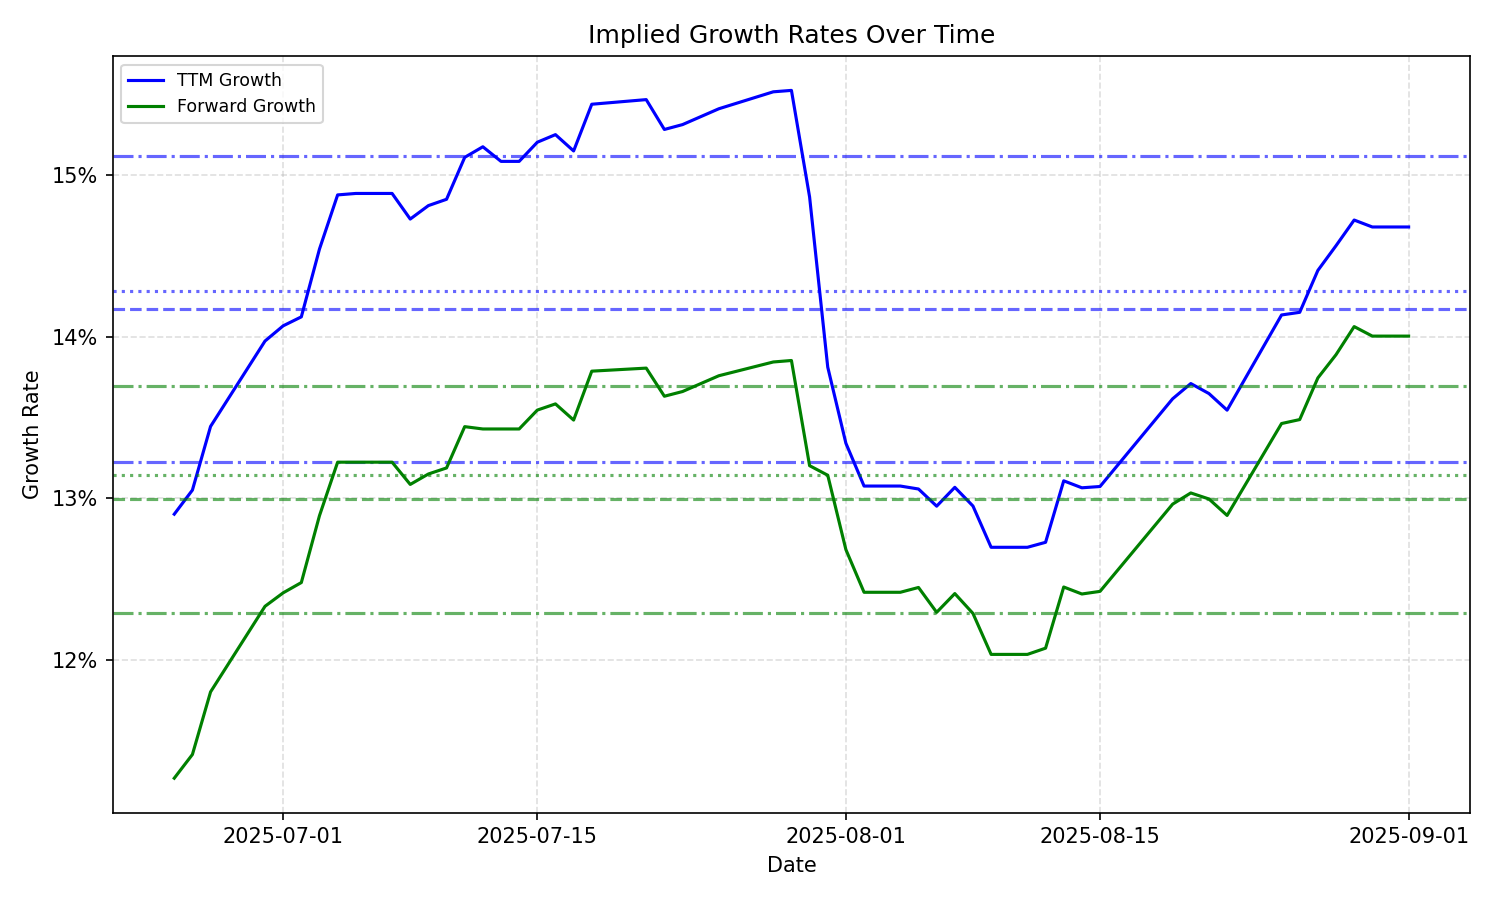 Implied Growth Rates Over Time
TTM Growth
Forward Growth
15%
14%
13%
12%
Growth Rate
2025-07-01
2025-07-15
2025-08-01
2025-08-15
2025-09-01
Date